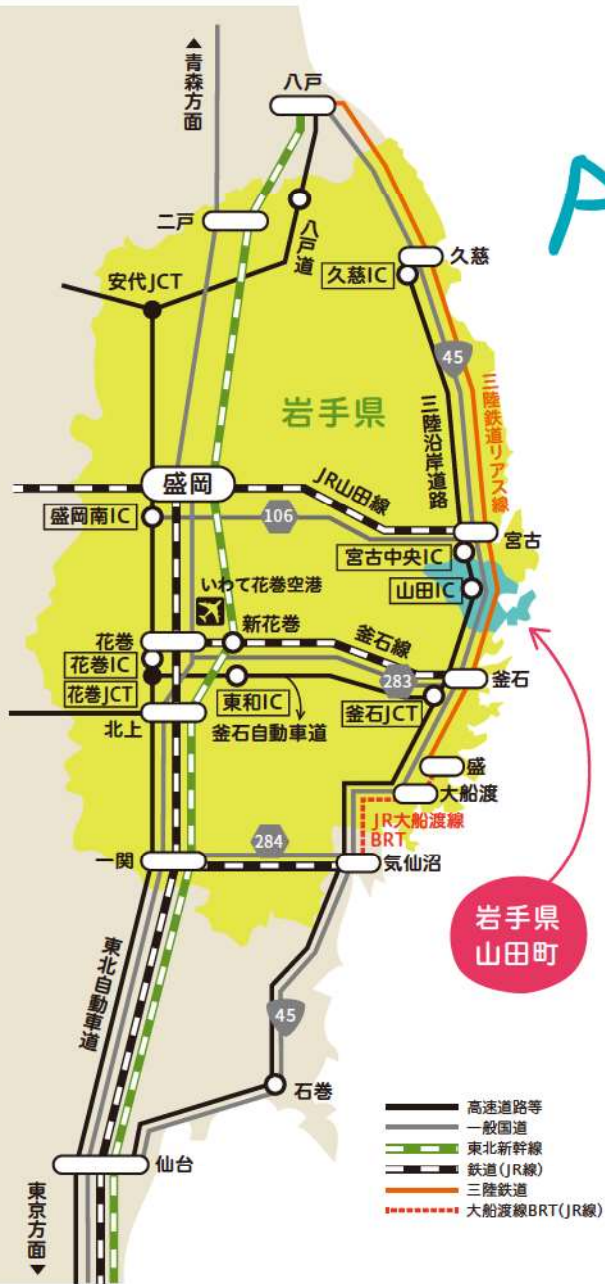 ▲青森方面
八戸
二戸
八戸道
安代JCT
久慈
久慈IC
45
三陸鉄道リアス線
三陸沿岸道路
岩手県
盛岡
JR山田線
盛岡南IC
106
宮古
宮古中央IC
山田IC
いわて花巻空港
花巻
新花巻
釜石線
花巻IC
花巻JCT
283
釜石
東和IC
釜石JCT
北上
釜石自動車道
盛
大船渡
JR大船渡線
BRT
一関
284
気仙沼
岩手県
山田町
東北自動車道
45
石巻
仙台
東京方面▼
高速道路等
一般国道
東北新幹線
鉄道(JR線)
三陸鉄道
大船渡線BRT(JR線)